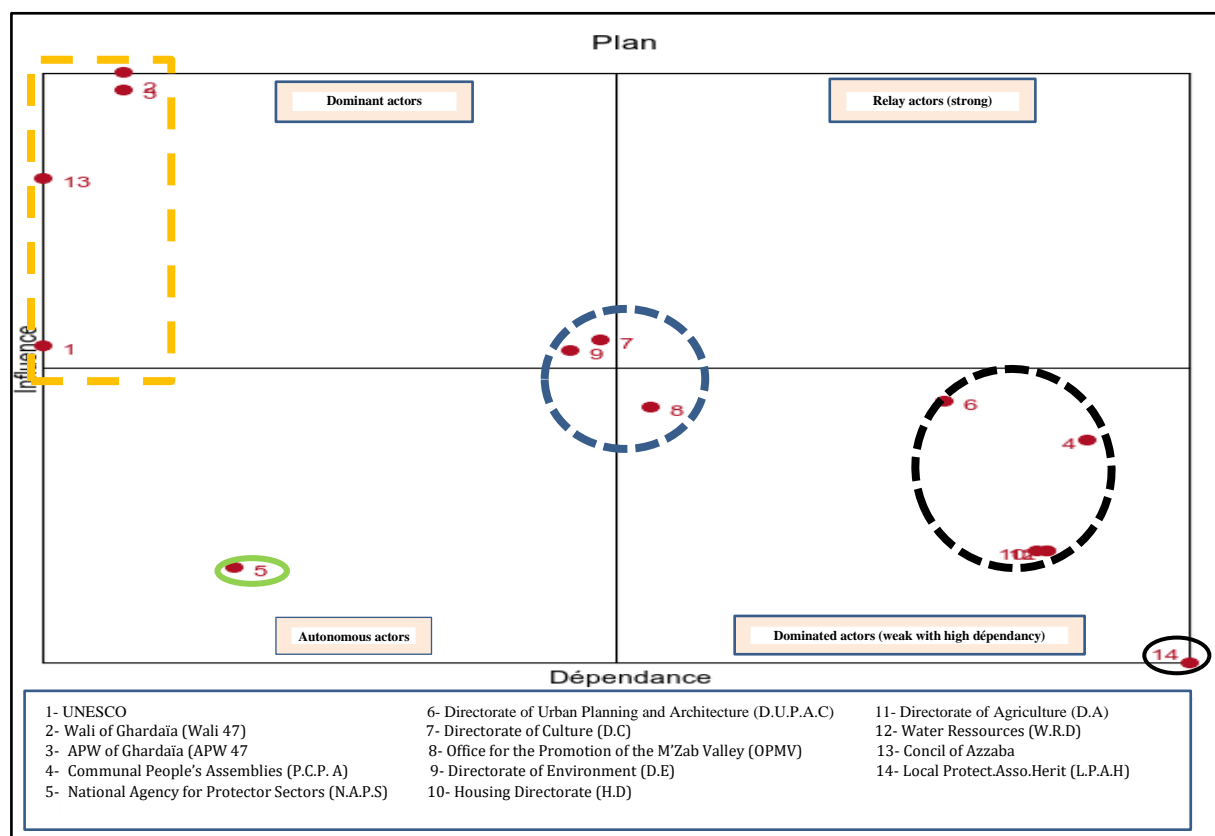 Plan
Dominant actors
Relay actors (strong)
2
3
13
1
Influence
7
9
8
6
4
5
14
Autonomous actors
Dominated actors (weak with high dépendancy)
Dépendance
1- UNESCO
2- Wali of Ghardaïa (Wali 47)
3- APW of Ghardaïa (APW 47
4- Communal People's Assemblies (P.C.P. A)
5- National Agency for Protector Sectors (N.A.P.S)
6- Directorate of Urban Planning and Architecture (D.U.P.A.C)
7- Directorate of Culture (D.C)
8- Office for the Promotion of the M'Zab Valley (OPMV)
9- Directorate of Environment (D.E)
10- Housing Directorate (H.D)
11- Directorate of Agriculture (D.A)
12- Water Ressources (W.R.D)
13- Concil of Azzaba
14- Local Protect.Asso.Herit (L.P.A.H)